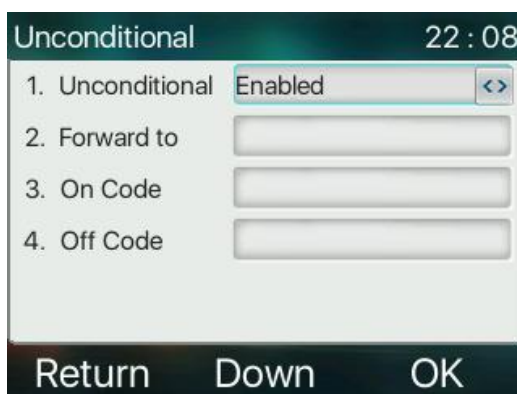 Unconditional 22 : 08
1. Unconditional Enabled <>
2. Forward to
3. On Code
4. Off Code
Return Down OK